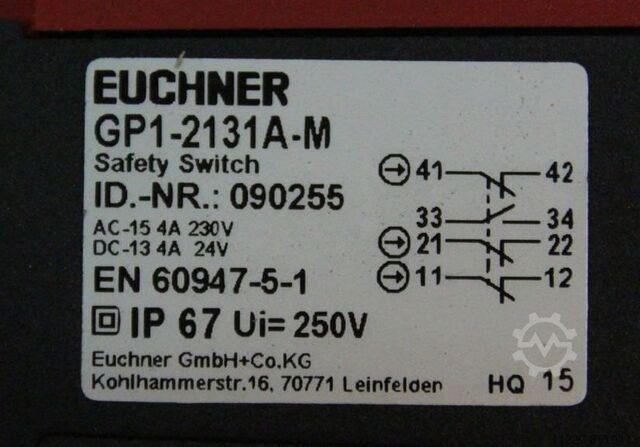 EUCHNER
GP1-2131A-M
Safety Switch
ID.-NR.: 090255
AC-15 4A 230V
DC-13 4A 24V
EN 60947-5-1
IP 67 Ui= 250V
Euchner GmbH+Co.KG
Kohlhammerstr.16, 70771 Leinfelden
41 42
33 34
21 22
11 12
HQ 15